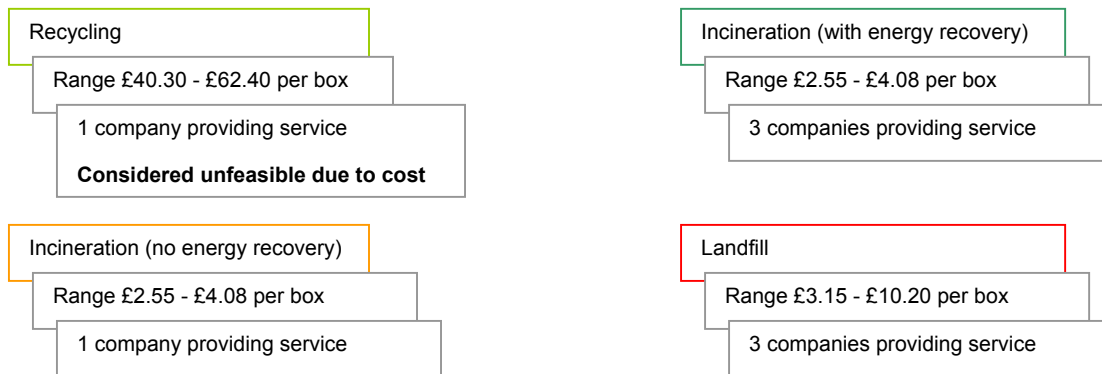 Recycling
Range £40.30 - £62.40 per box
1 company providing service
Considered unfeasible due to cost
Incineration (with energy recovery)
Range £2.55 - £4.08 per box
3 companies providing service
Incineration (no energy recovery)
Range £2.55 - £4.08 per box
1 company providing service
Landfill
Range £3.15 - £10.20 per box
3 companies providing service